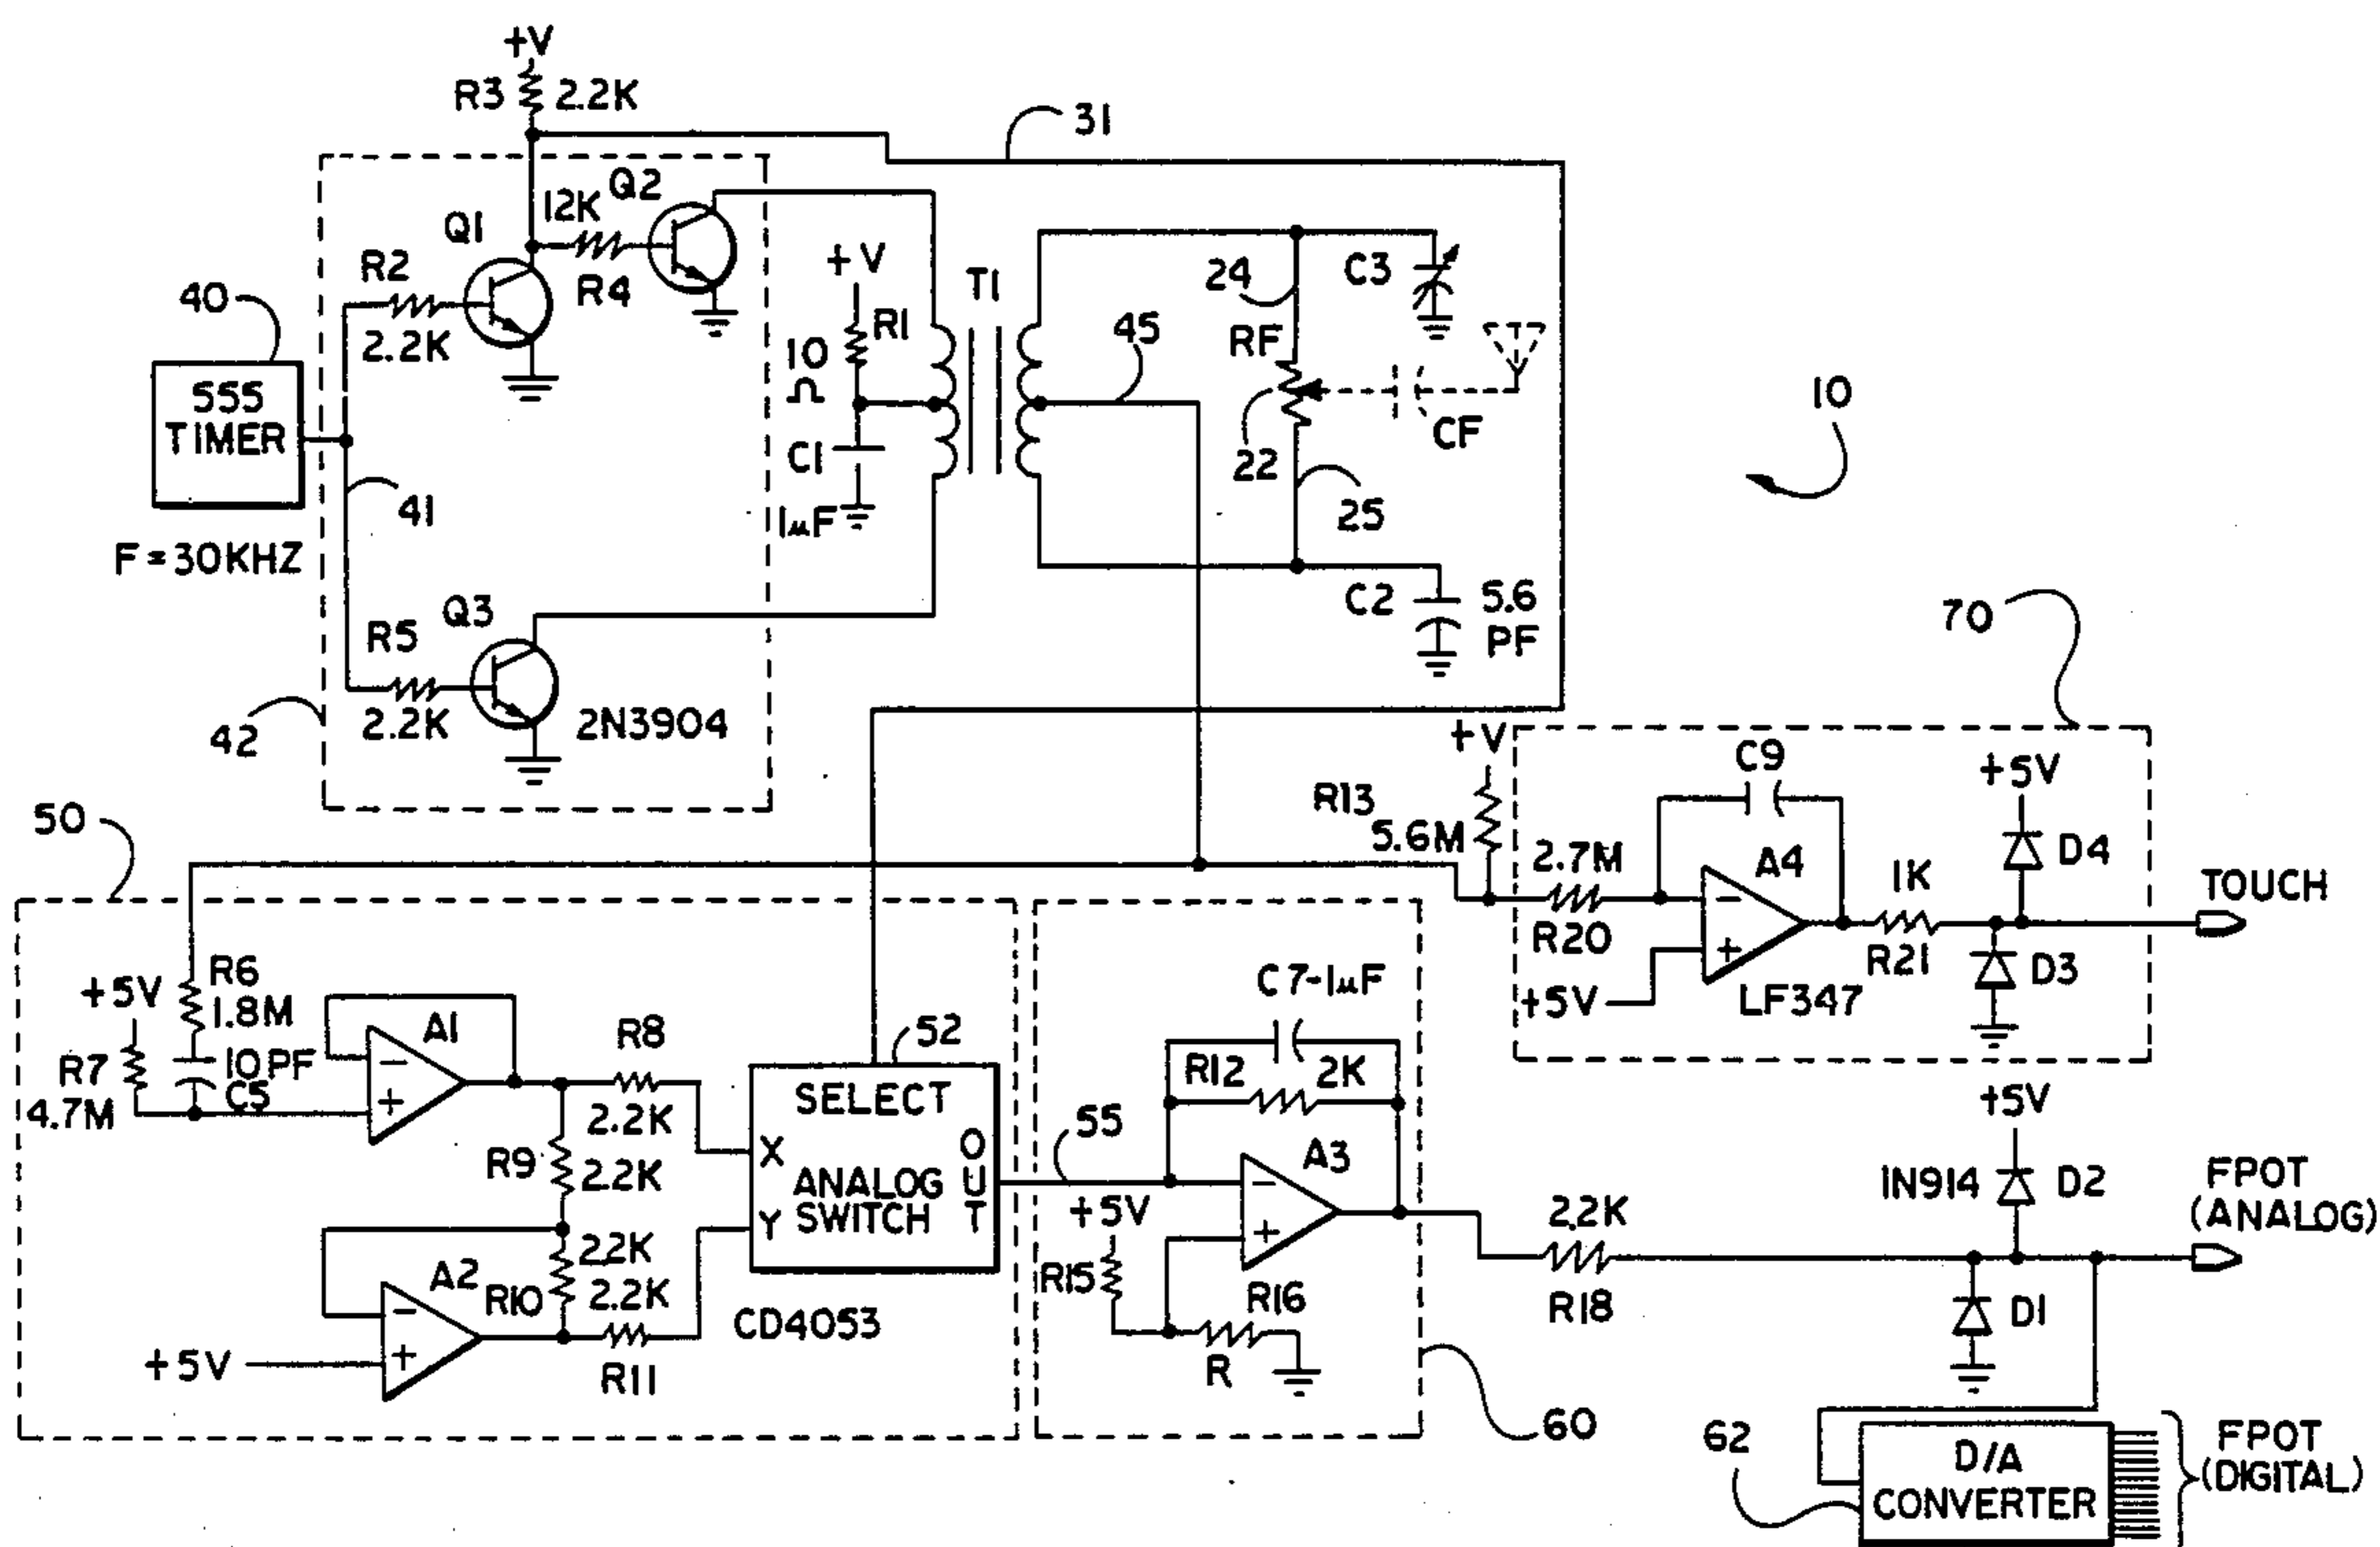 +V
R3
2.2K
31
Q2
12K
Q1
R2
R4
40
2.2K
555
TIMER
41
F = 30KHZ
Q3
R5
2.2K
2N3904
42
+V
R1
10
Ω
C1
1μF
T1
24
C3
RF
45
CF
22
25
C2
5.6
PF
10
70
50
+V
R13
5.6M
C9
+5V
2.7M
A4
1K
D4
TOUCH
R20
R21
D3
+5V
LF347
+5V
R6
1.8M
A1
R8
52
R7
10 PF
C5
4.7M
2.2K
SELECT
X
ANALOG
SWITCH
Y
OUT
R9
2.2K
A2
2.2K
R10
2.2K
CD4053
+5V
R11
C7-1μF
R12
2K
55
A3
+5V
R15
R16
R
60
2.2K
R18
+5V
1N914
D2
FPOT
(ANALOG)
D1
62
D/A
CONVERTER
FPOT
(DIGITAL)